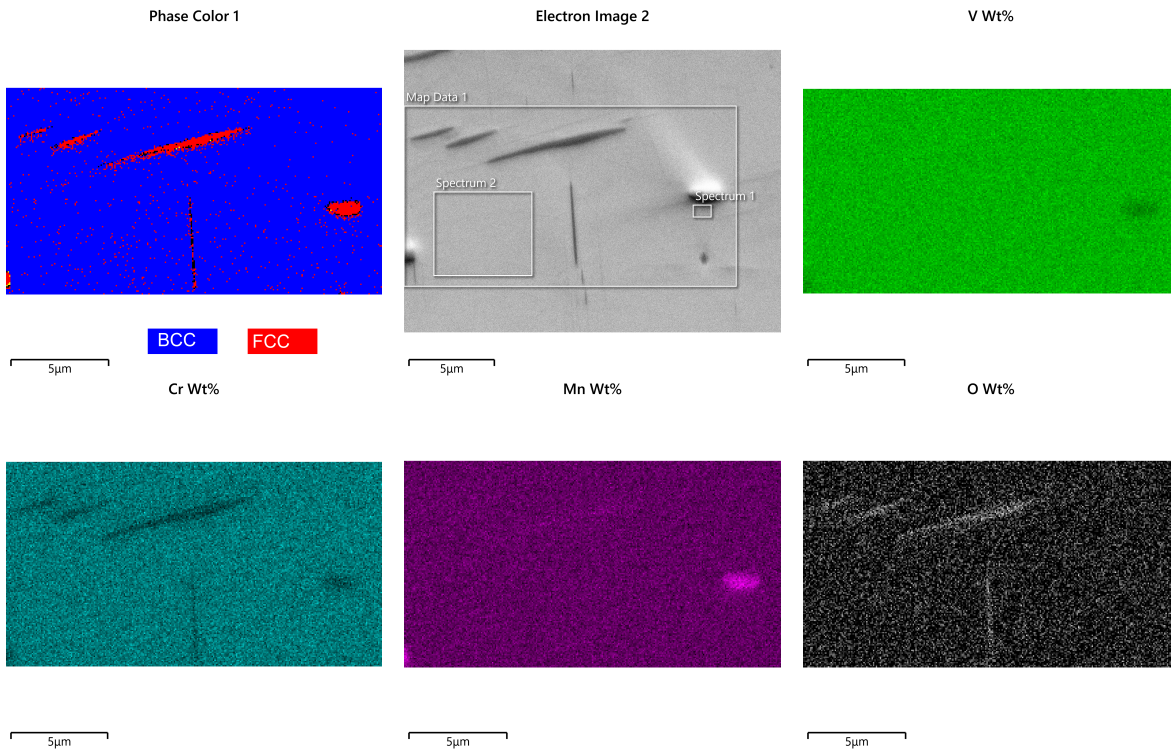 Phase Color 1
Electron Image 2
V Wt%
Map Data 1
Spectrum 1
Spectrum 2
BCC
FCC
5µm
5µm
5µm
Cr Wt%
Mn Wt%
O Wt%
5µm
5µm
5µm